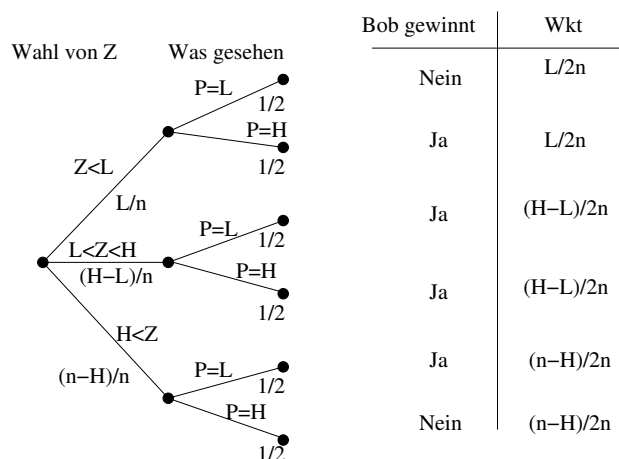 Bob gewinnt Wkt
Wahl von Z Was gesehen
P=L
1/2
Nein L/2n
P=H
1/2
Ja L/2n
Z<L
L/n
P=L
1/2
Ja (H−L)/2n
L<Z<H
(H−L)/n
P=H
1/2
Ja (H−L)/2n
H<Z
(n−H)/n
P=L
1/2
Ja (n−H)/2n
P=H
1/2
Nein (n−H)/2n